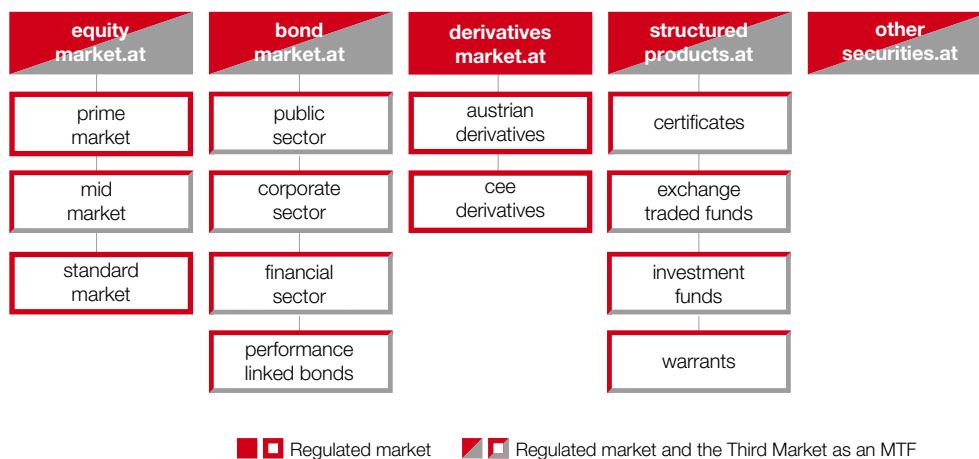 equity
market.at
prime
market
mid
market
standard
market
bond
market.at
public
sector
corporate
sector
financial
sector
performance
linked bonds
derivatives
market.at
austrian
derivatives
cee
derivatives
structured
products.at
certificates
exchange
traded funds
investment
funds
warrants
other
securities.at
Regulated market
Regulated market and the Third Market as an MTF